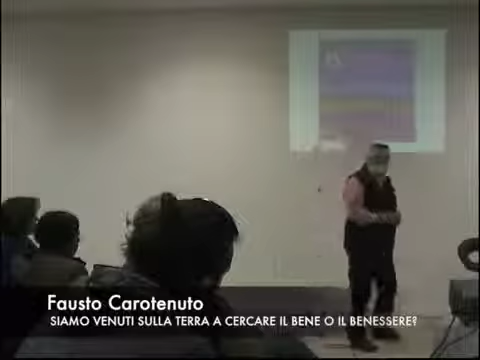 Fausto Carotenuto
SIAMO VENUTI SULLA TERRA A CERCARE IL BENE O IL BENESSERE?